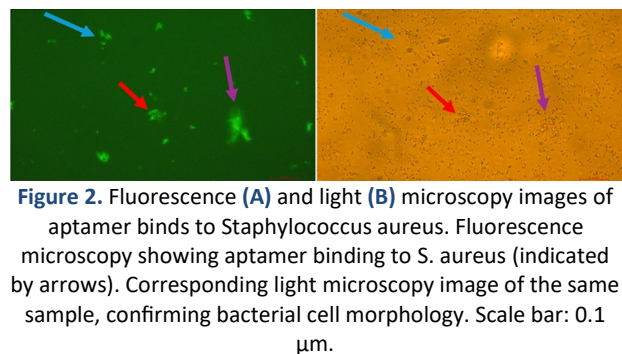 Figure 2. Fluorescence (A) and light (B) microscopy images of
aptamer binds to Staphylococcus aureus. Fluorescence
microscopy showing aptamer binding to S. aureus (indicated
by arrows). Corresponding light microscopy image of the same
sample, confirming bacterial cell morphology. Scale bar: 0.1
µm.